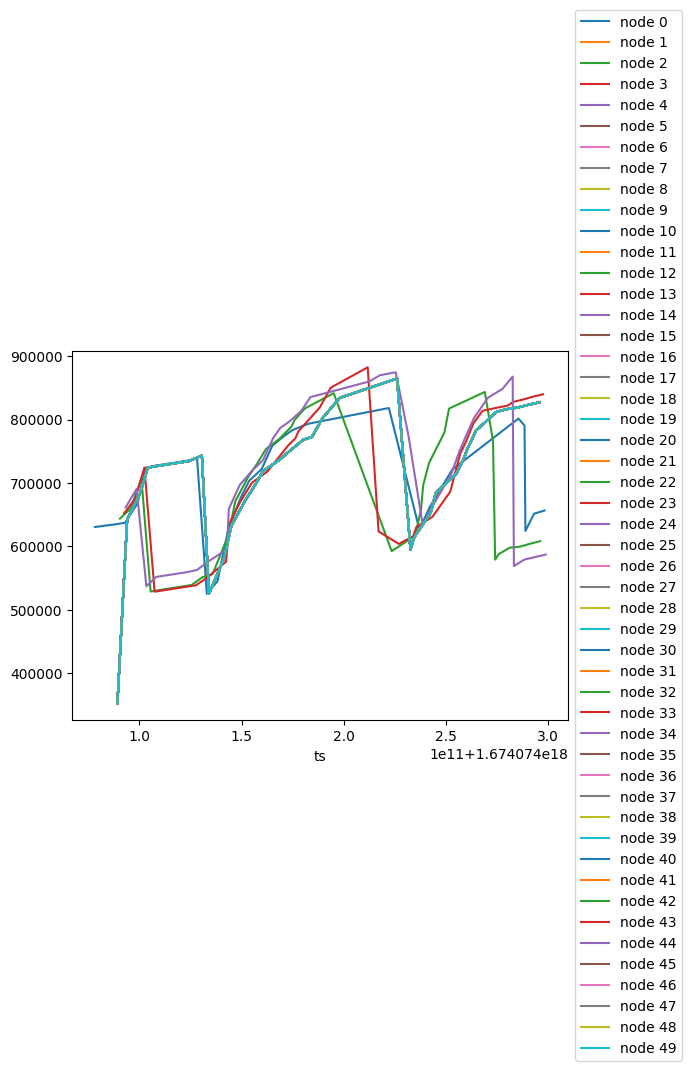 900000
800000
700000
600000
500000
400000
1.0
1.5
2.0
2.5
3.0
1e11+1.674074e18
ts
node 0
node 1
node 2
node 3
node 4
node 5
node 6
node 7
node 8
node 9
node 10
node 11
node 12
node 13
node 14
node 15
node 16
node 17
node 18
node 19
node 20
node 21
node 22
node 23
node 24
node 25
node 26
node 27
node 28
node 29
node 30
node 31
node 32
node 33
node 34
node 35
node 36
node 37
node 38
node 39
node 40
node 41
node 42
node 43
node 44
node 45
node 46
node 47
node 48
node 49